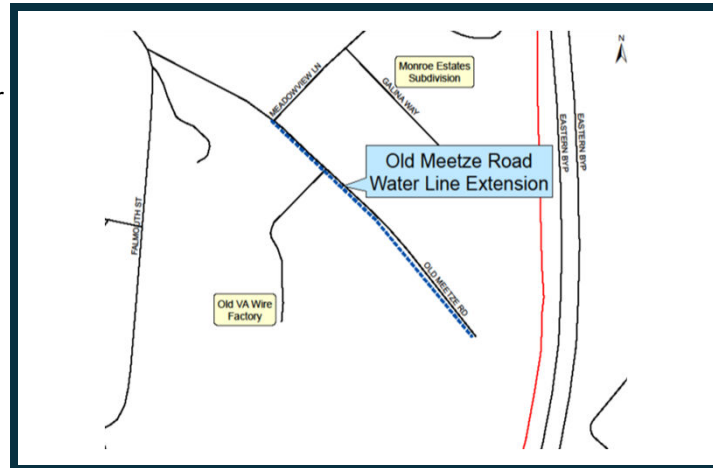 r
N
Monroe Estates
Subdivision
MEADOWVIEW LN
GALINA WAY
EASTERN BYP
EASTERN BYP
Old Meetze Road
Water Line Extension
FALMOUTH ST
OLD MEETZE RD
Old VA Wire
Factory